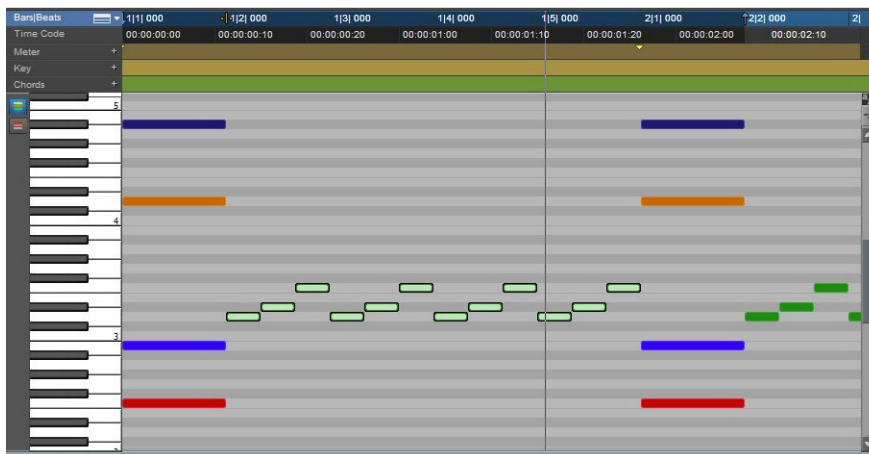 Bars|Beats 1|1| 000 1|2| 000 1|3| 000 1|4| 000 1|5| 000 2|1| 000 2|2| 000 2|
Time Code 00:00:00:00 00:00:00:10 00:00:00:20 00:00:01:00 00:00:01:10 00:00:01:20 00:00:02:00 00:00:02:10
Meter +
Key +
Chords +
5
4
3